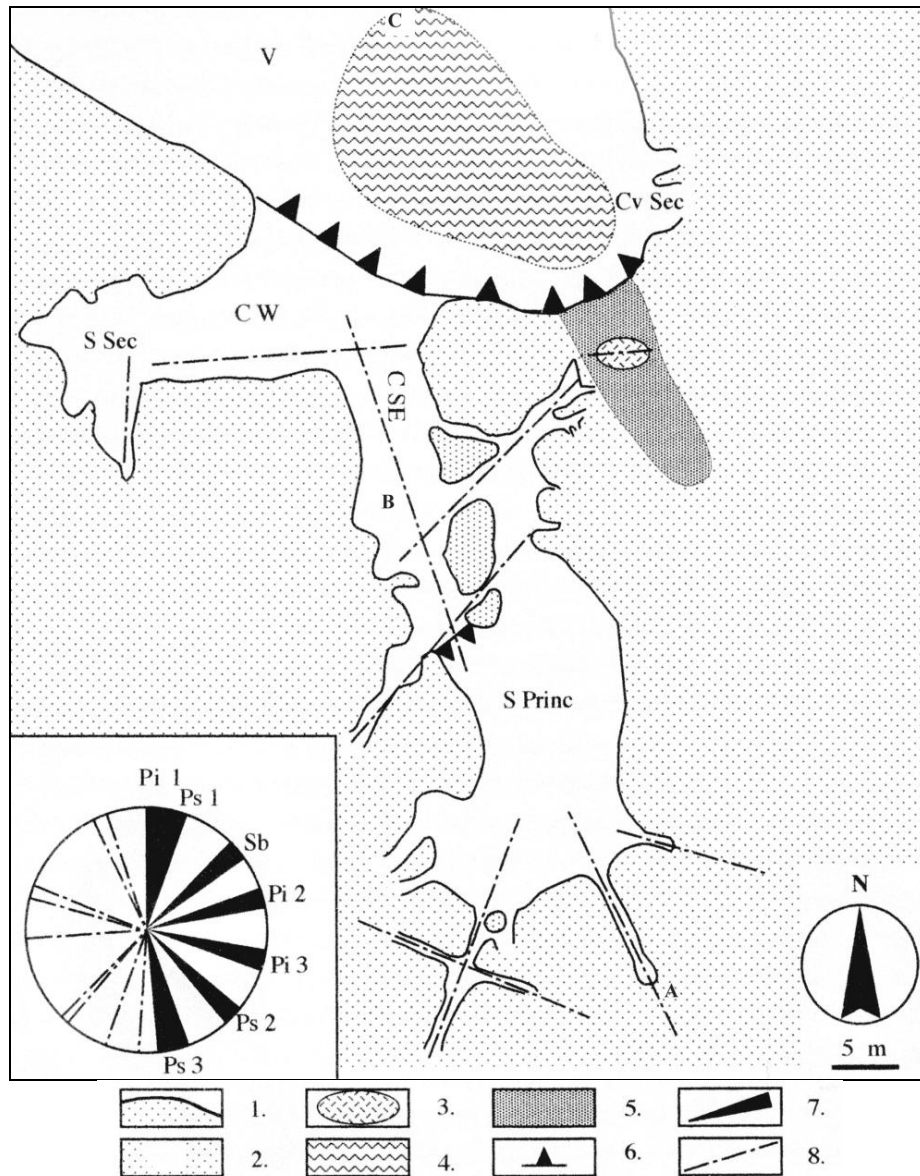 C
V
Cv Sec
C W
S Sec
C SE
B
S Princ
A
Pi 1
Ps 1
Sb
Pi 2
Pi 3
Ps 2
Ps 3
N
5 m
1. 3. 5. 7.
2. 4. 6. 8.